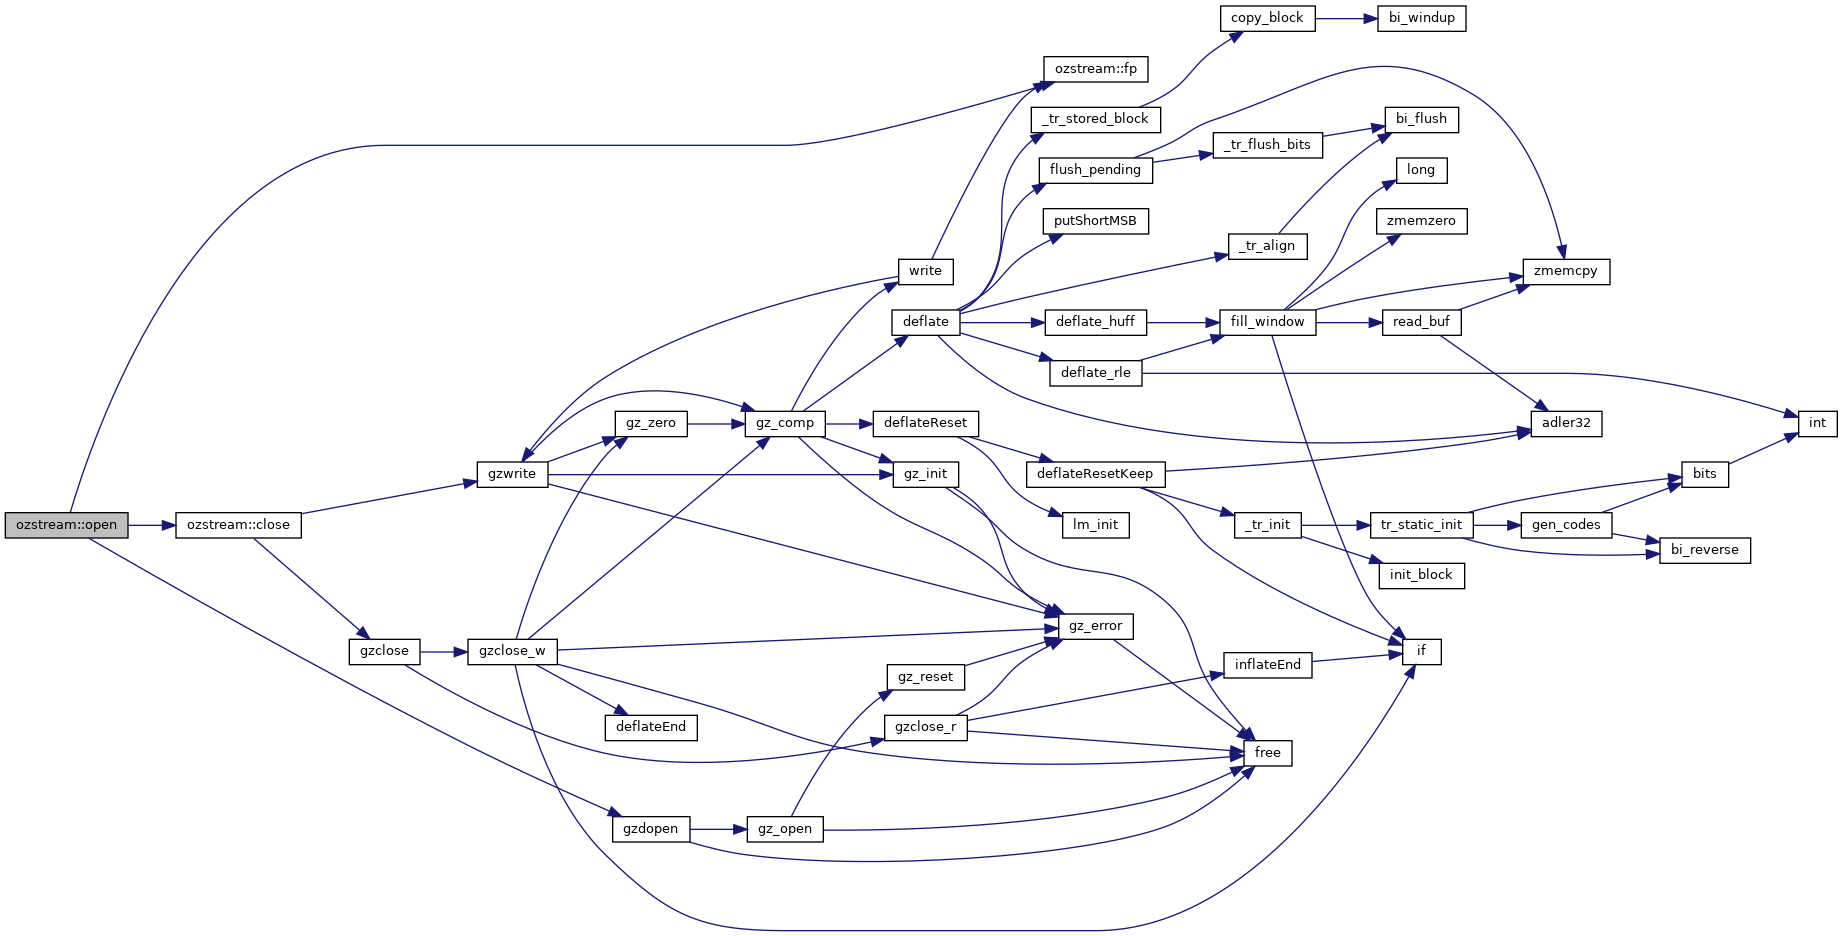 copy_block
bi_windup
ozstream::fp
_tr_stored_block
bi_flush
_tr_flush_bits
flush_pending
long
putShortMSB
zmemzero
_tr_align
write
zmemcpy
deflate
deflate_huff
fill_window
read_buf
deflate_rle
gz_zero
gz_comp
deflateReset
adler32
int
gzwrite
gz_init
deflateResetKeep
bits
ozstream::open
ozstream::close
lm_init
_tr_init
tr_static_init
gen_codes
bi_reverse
init_block
gz_error
gzclose
gzclose_w
if
inflateEnd
gz_reset
deflateEnd
gzclose_r
free
gzdopen
gz_open